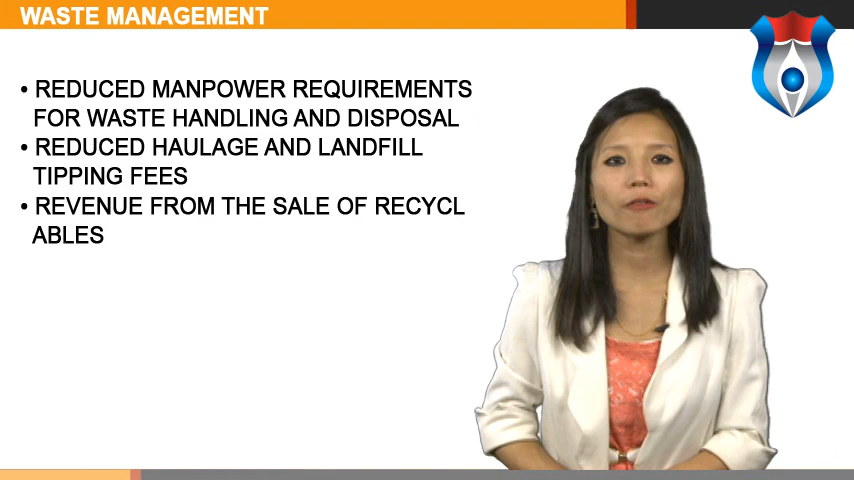 WASTE MANAGEMENT
• REDUCED MANPOWER REQUIREMENTS
FOR WASTE HANDLING AND DISPOSAL
• REDUCED HAULAGE AND LANDFILL
TIPPING FEES
• REVENUE FROM THE SALE OF RECYCL
ABLES